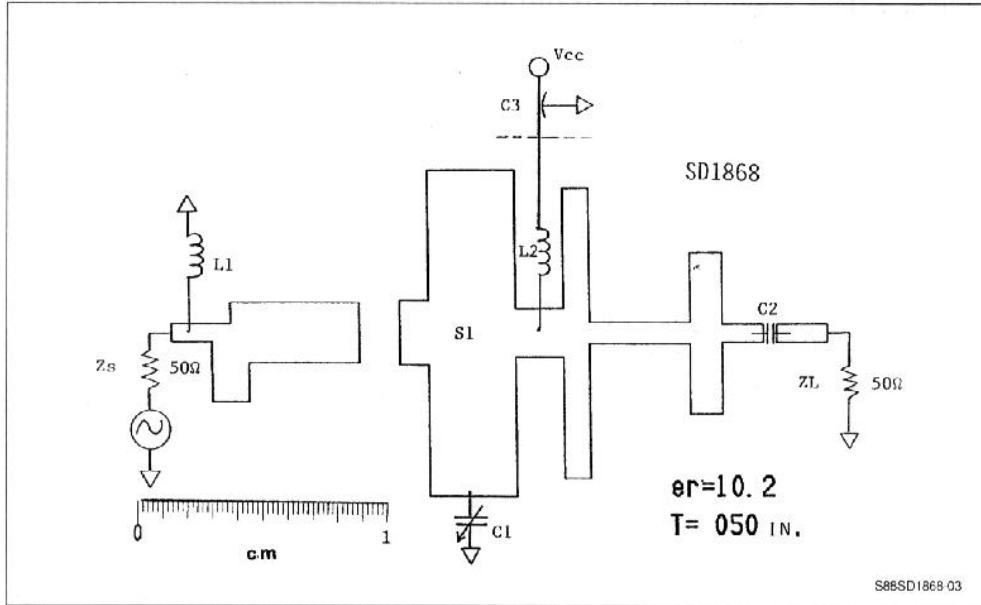 Vcc
C3
SD1868
L1
L2
C2
S1
Zs
50Ω
ZL
50Ω
er=10.2
T= 050 IN.
C1
0
1
cm
S88SD1868-03